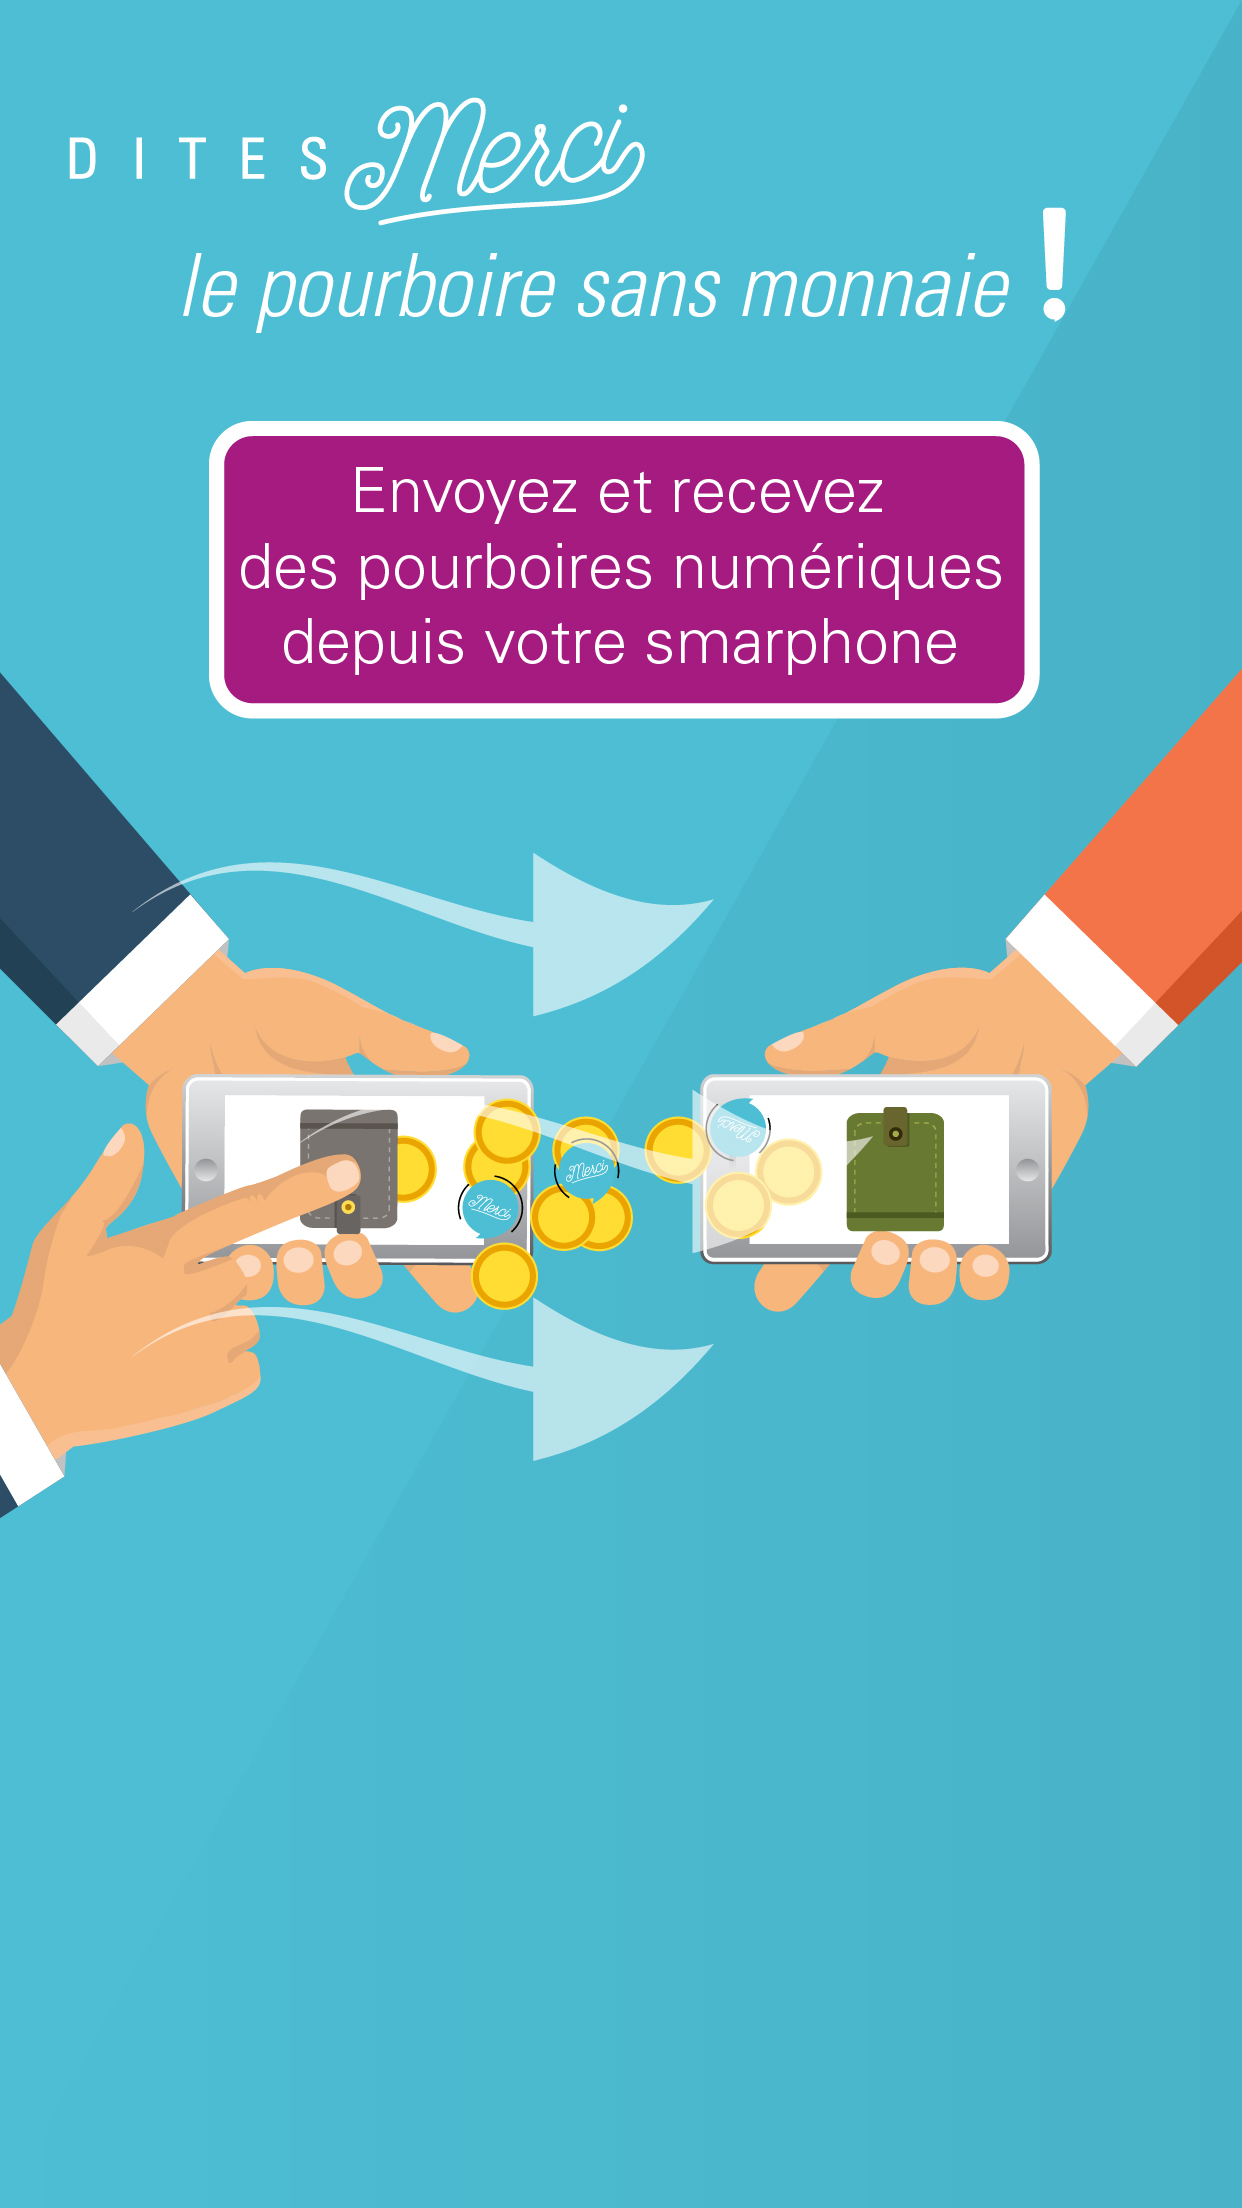 DITES Merci
le pourboire sans monnaie !
Envoyez et recevez
des pourboires numériques
depuis votre smarphone
Merci
Merci
Merci